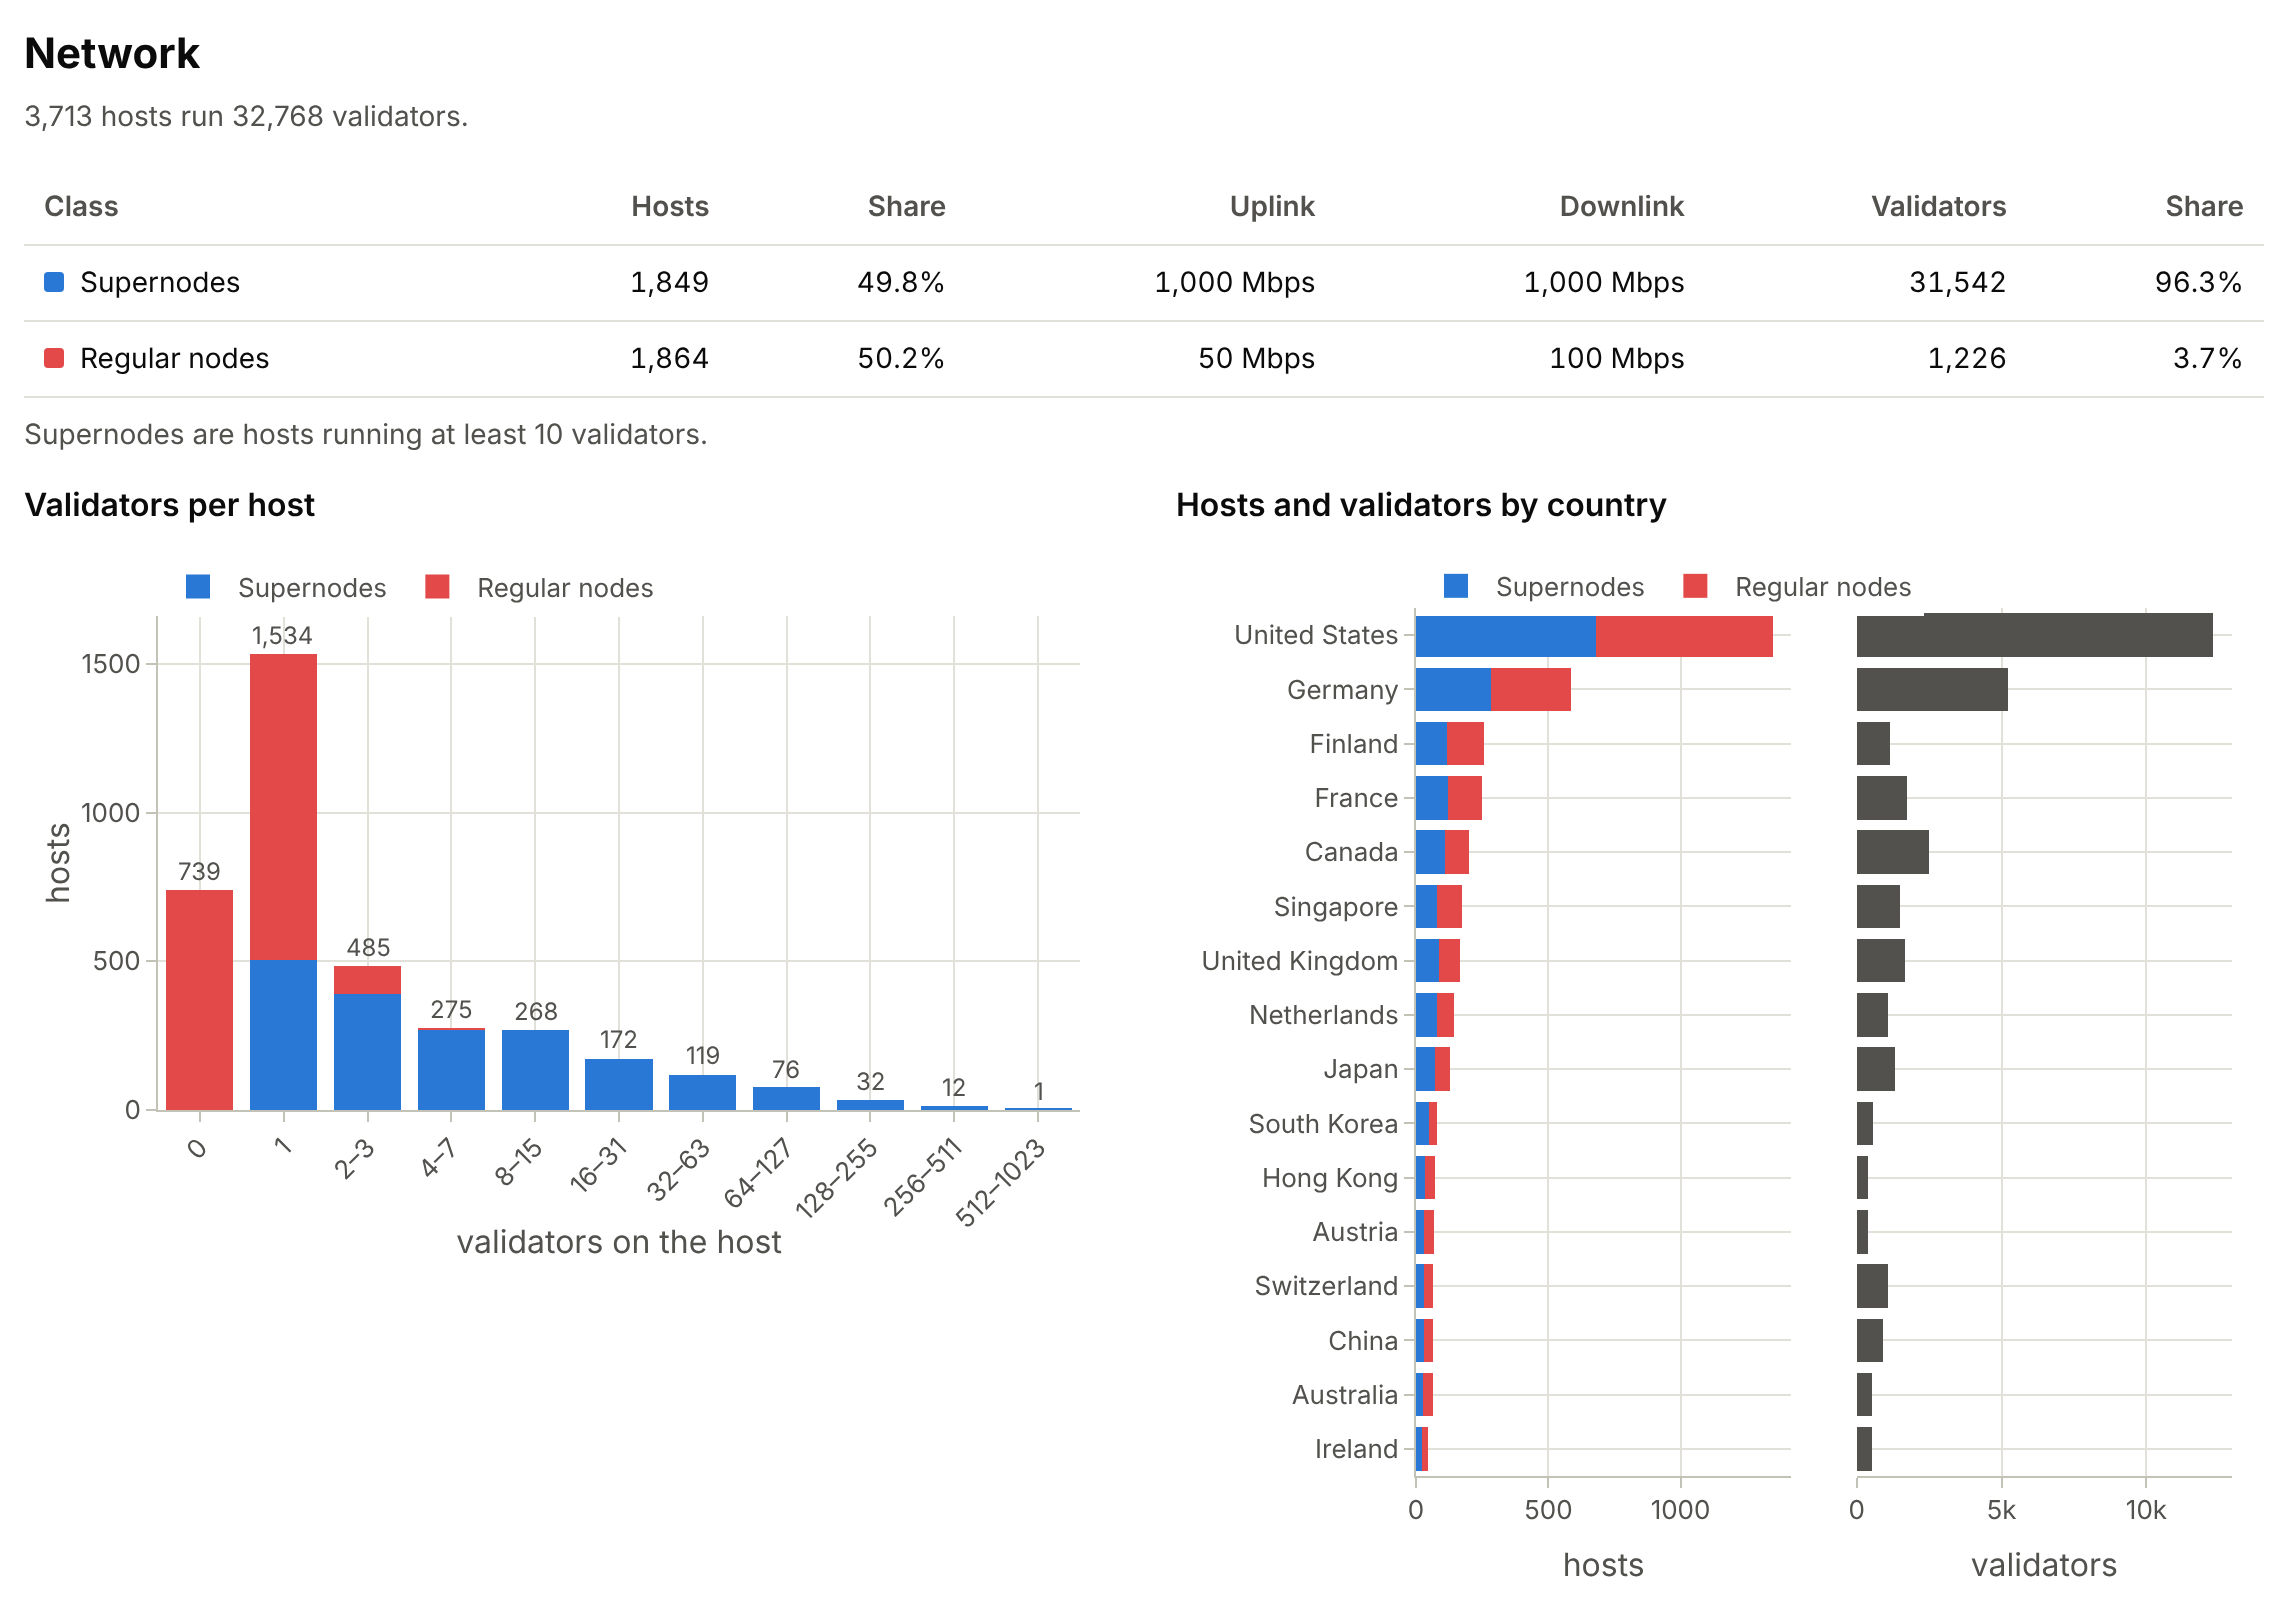 Network
3,713 hosts run 32,768 validators.
Class Hosts Share Uplink Downlink Validators Share
Supernodes 1,849 49.8% 1,000 Mbps 1,000 Mbps 31,542 96.3%
Regular nodes 1,864 50.2% 50 Mbps 100 Mbps 1,226 3.7%
Supernodes are hosts running at least 10 validators.
Validators per host
Supernodes Regular nodes
1500
1000
500
0
hosts
739
1,534
485
275
268
172
119
76
32
12
1
0
1
2–3
4–7
8–15
16–31
32–63
64–127
128–255
256–511
512–1023
validators on the host
Hosts and validators by country
Supernodes Regular nodes
United States
Germany
Finland
France
Canada
Singapore
United Kingdom
Netherlands
Japan
South Korea
Hong Kong
Austria
Switzerland
China
Australia
Ireland
0 500 1000
hosts
0 5k 10k
validators